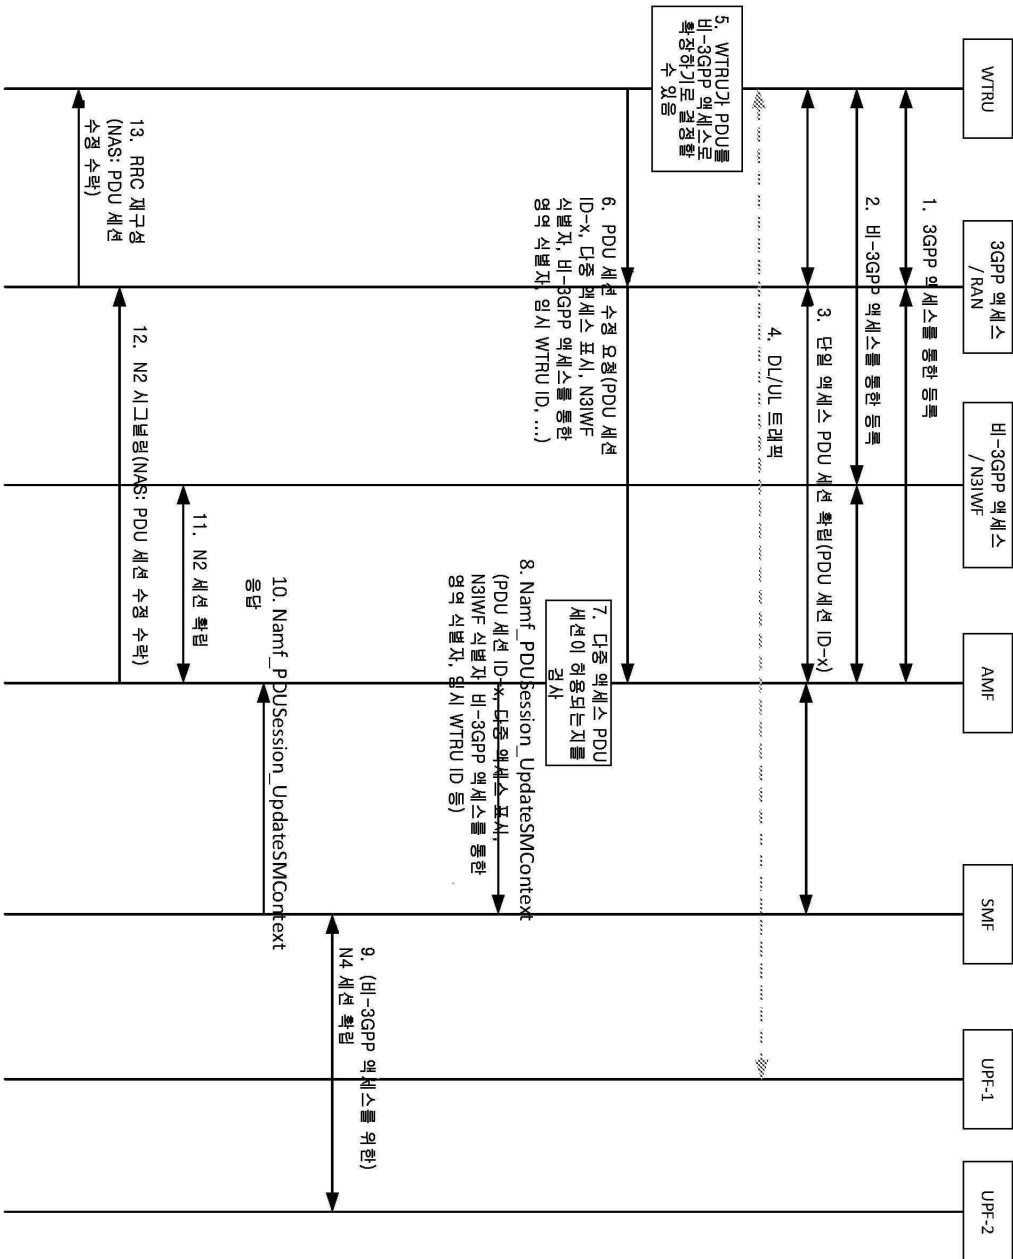 WTRU
3GPP 액세스
/ RAN
비-3GPP 액세스
/ N3IWF
AMF
SMF
UPF-1
UPF-2
1. 3GPP 액세스를 통한 등록
2. 비-3GPP 액세스를 통한 등록
3. 단일 액세스 PDU 세션 확립(PDU 세션 ID-x)
4. DL/UL 트래픽
5. WTRU가 PDU를
비-3GPP 액세스로
확장하기로 결정할
수 있음
6. PDU 세션 수정 요청(PDU 세션
ID-x, 다중 액세스 표시, N3IWF
식별자, 비-3GPP 액세스를 통한
영역 식별자, 임시 WTRU ID, ...)
7. 다중 액세스 PDU
세션이 허용되는지를
검사
8. Namf_PDUSession_UpdateSMContext
(PDU 세션 ID-x, 다중 액세스 표시,
N3IWF 식별자, 비-3GPP 액세스를 통한
영역 식별자, 임시 WTRU ID 등)
9. (비-3GPP 액세스를 위한)
N4 세션 확립
10. Namf_PDUSession_UpdateSMContext
응답
11. N2 세션 확립
12. N2 시그널링(NAS: PDU 세션 수정 수락)
13. RRC 재구성
(NAS: PDU 세션
수정 수락)